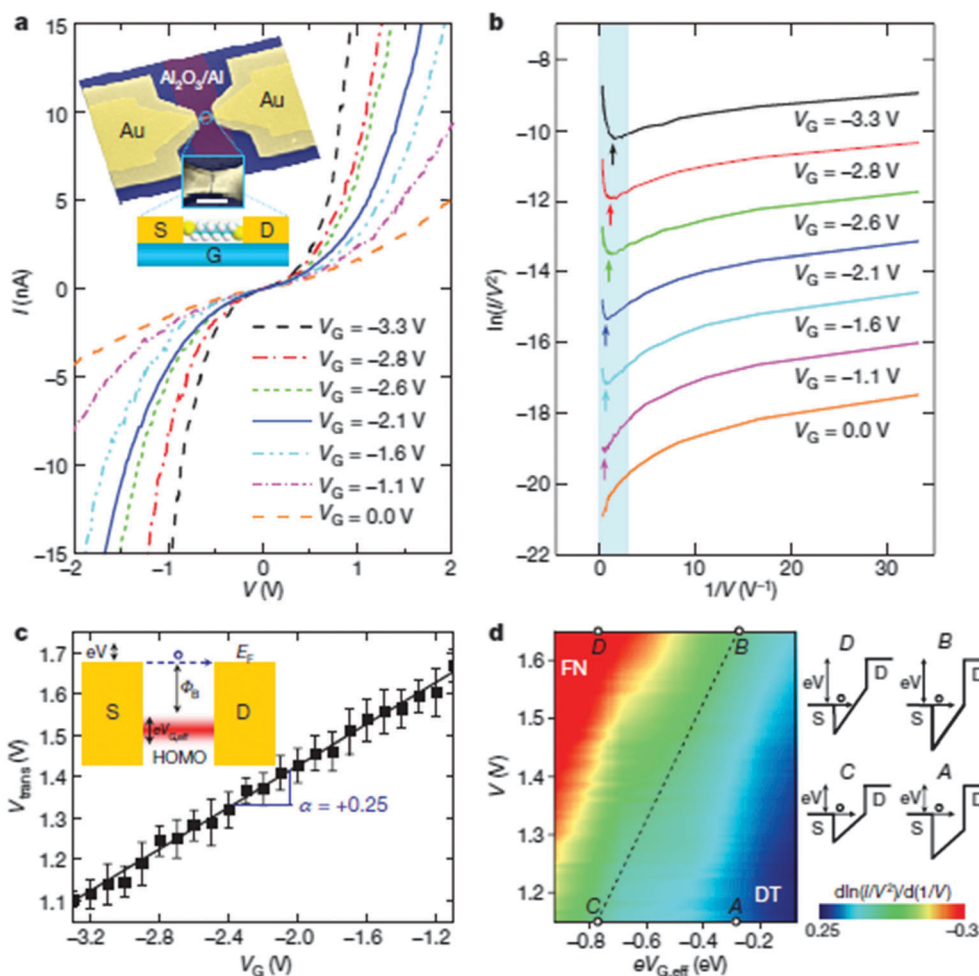 a
15
10
5
0
−5
−10
−15
I (nA)
Al2O3/Al
Au
Au
S
D
G
VG = −3.3 V
VG = −2.8 V
VG = −2.6 V
VG = −2.1 V
VG = −1.6 V
VG = −1.1 V
VG = 0.0 V
−2 −1 0 1 2
V (V)
b
−8
−10
−12
−14
−16
−18
−20
−22
ln(I/V²)
VG = −3.3 V
VG = −2.8 V
VG = −2.6 V
VG = −2.1 V
VG = −1.6 V
VG = −1.1 V
VG = 0.0 V
0 10 20 30
1/V (V⁻¹)
c
1.7
1.6
1.5
1.4
1.3
1.2
1.1
Vtrans (V)
eV
EF
ΦB
S
D
eVG,eff
HOMO
α = +0.25
−3.2 −2.8 −2.4 −2.0 −1.6 −1.2
VG (V)
d
1.6
1.5
1.4
1.3
1.2
V (V)
D
B
FN
C
A
DT
−0.8 −0.6 −0.4 −0.2
eVG,eff (eV)
D
B
eV
D
S
eV
D
S
C
A
eV
D
S
eV
D
S
dln(I/V²)/d(1/V)
0.25 −0.3